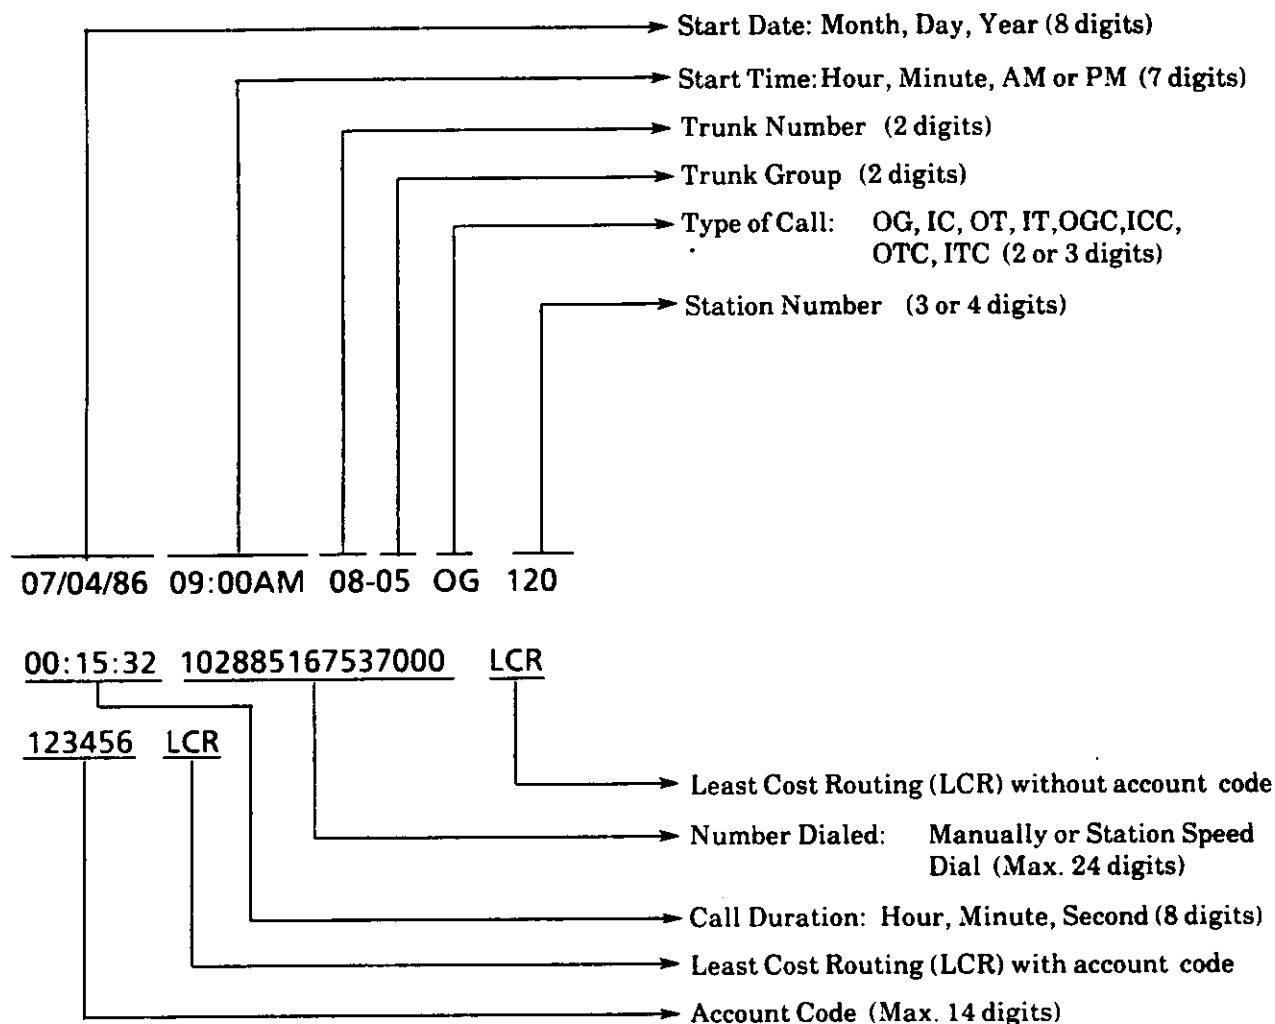 Start Date: Month, Day, Year (8 digits)
Start Time: Hour, Minute, AM or PM (7 digits)
Trunk Number (2 digits)
Trunk Group (2 digits)
Type of Call: OG, IC, OT, IT,OGC,ICC,
OTC, ITC (2 or 3 digits)
Station Number (3 or 4 digits)
07/04/86 09:00AM 08-05 OG 120
00:15:32 102885167537000 LCR
123456 LCR
Least Cost Routing (LCR) without account code
Number Dialed: Manually or Station Speed
Dial (Max. 24 digits)
Call Duration: Hour, Minute, Second (8 digits)
Least Cost Routing (LCR) with account code
Account Code (Max. 14 digits)